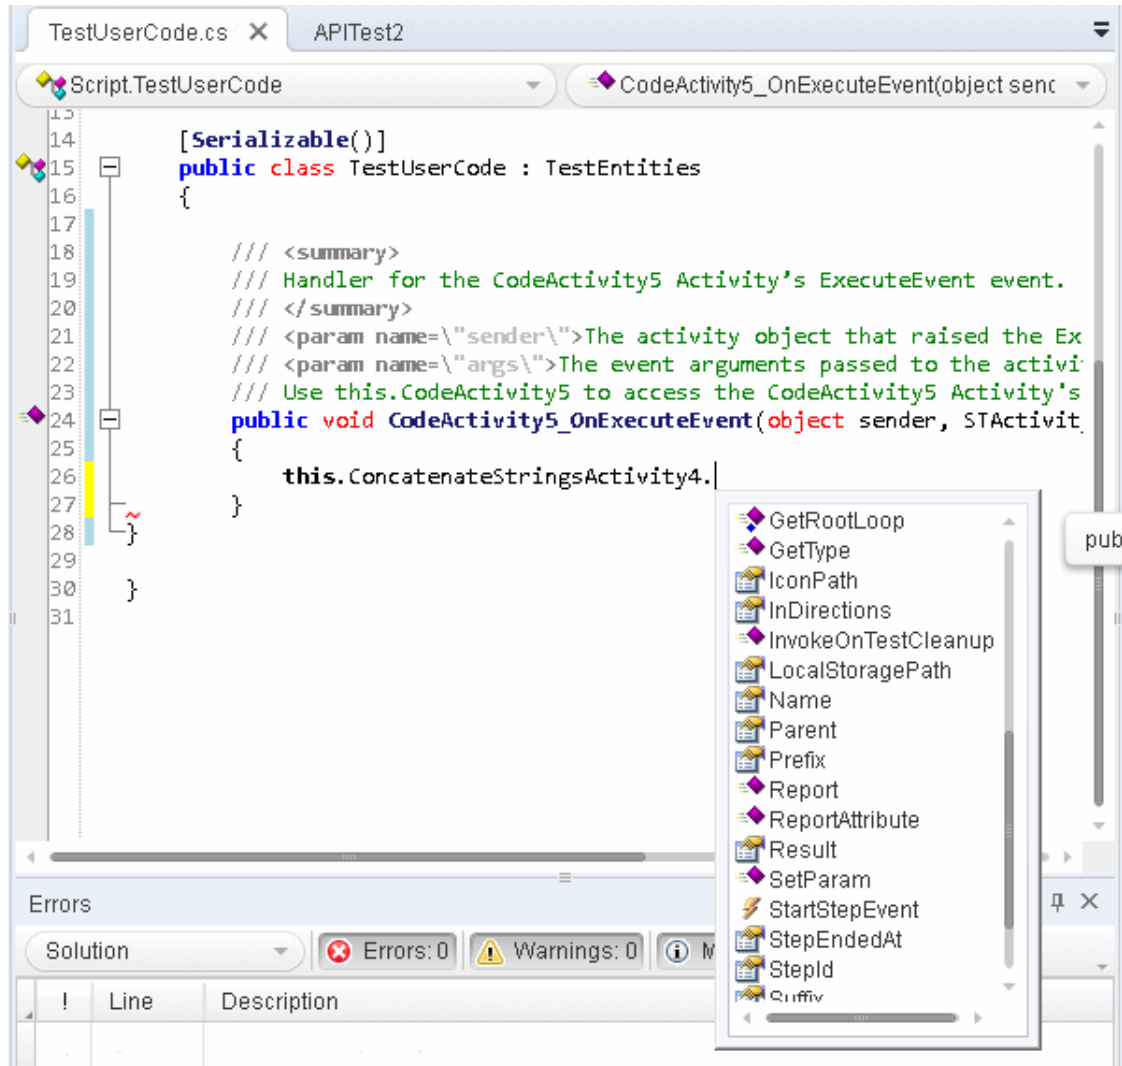 TestUserCode.cs APITest2
Script.TestUserCode CodeActivity5_OnExecuteEvent(object senc
14 [Serializable()]
15 public class TestUserCode : TestEntities
16 {
17
18 /// <summary>
19 /// Handler for the CodeActivity5 Activity’s ExecuteEvent event.
20 /// </summary>
21 /// <param name=\"sender\">The activity object that raised the Ex
22 /// <param name=\"args\">The event arguments passed to the activi
23 /// Use this.CodeActivity5 to access the CodeActivity5 Activity's
24 public void CodeActivity5_OnExecuteEvent(object sender, STActivit_
25 {
26 this.ConcatenateStringsActivity4.
27 }
28 }
29
30 }
31
GetRootLoop
GetType
IconPath
InDirections
InvokeOnTestCleanup
LocalStoragePath
Name
Parent
Prefix
Report
ReportAttribute
Result
SetParam
StartStepEvent
StepEndedAt
StepId
Suffix
pub
Errors
Solution Errors: 0 Warnings: 0 M
! Line Description